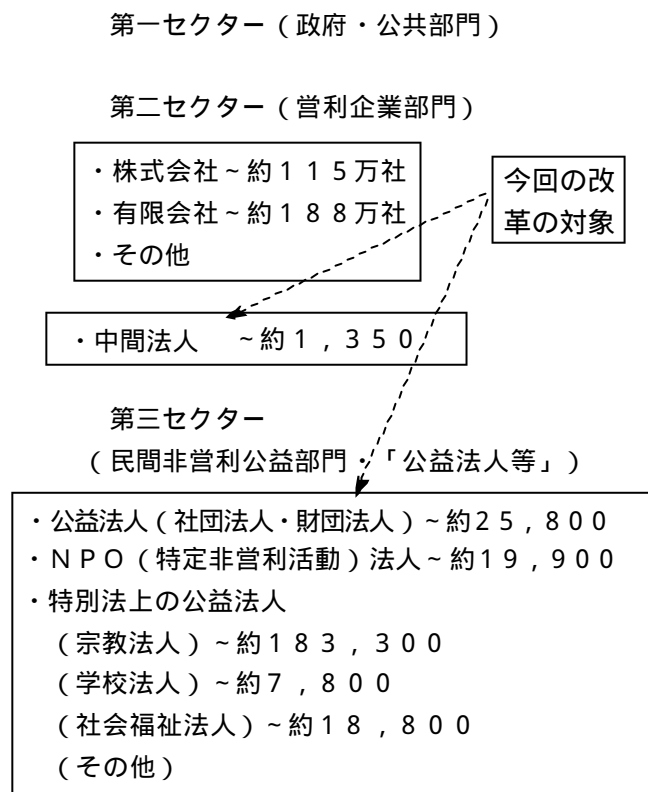 第一セクター（政府・公共部門）
第二セクター（営利企業部門）
・株式会社～約１１５万社
・有限会社～約１８８万社
・その他
今回の改
革の対象
・中間法人　～約１,３５０
第三セクター
（民間非営利公益部門・「公益法人等」）
・公益法人（社団法人・財団法人）～約２５,８００
・ＮＰＯ（特定非営利活動）法人～約１９,９００
・特別法上の公益法人
（宗教法人）～約１８３,３００
（学校法人）～約７,８００
（社会福祉法人）～約１８,８００
（その他）